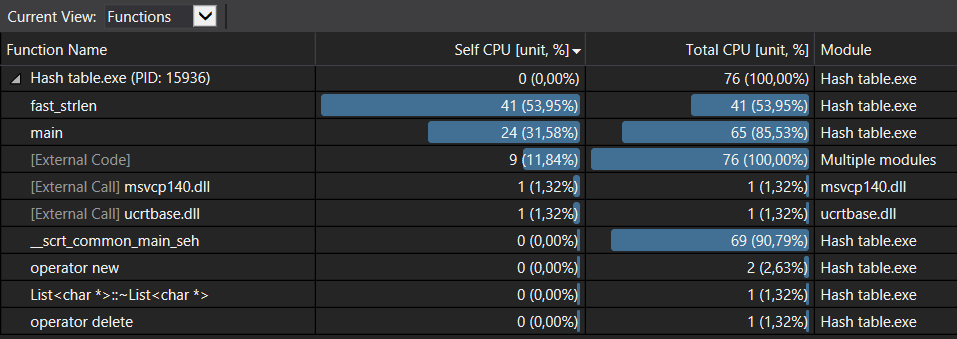 Current View: Functions
Function Name Self CPU [unit, %] Total CPU [unit, %] Module
Hash table.exe (PID: 15936) 0 (0,00%) 76 (100,00%) Hash table.exe
fast_strlen 41 (53,95%) 41 (53,95%) Hash table.exe
main 24 (31,58%) 65 (85,53%) Hash table.exe
[External Code] 9 (11,84%) 76 (100,00%) Multiple modules
[External Call] msvcp140.dll 1 (1,32%) 1 (1,32%) msvcp140.dll
[External Call] ucrtbase.dll 1 (1,32%) 1 (1,32%) ucrtbase.dll
__scrt_common_main_seh 0 (0,00%) 69 (90,79%) Hash table.exe
operator new 0 (0,00%) 2 (2,63%) Hash table.exe
List<char *>::~List<char *> 0 (0,00%) 1 (1,32%) Hash table.exe
operator delete 0 (0,00%) 1 (1,32%) Hash table.exe